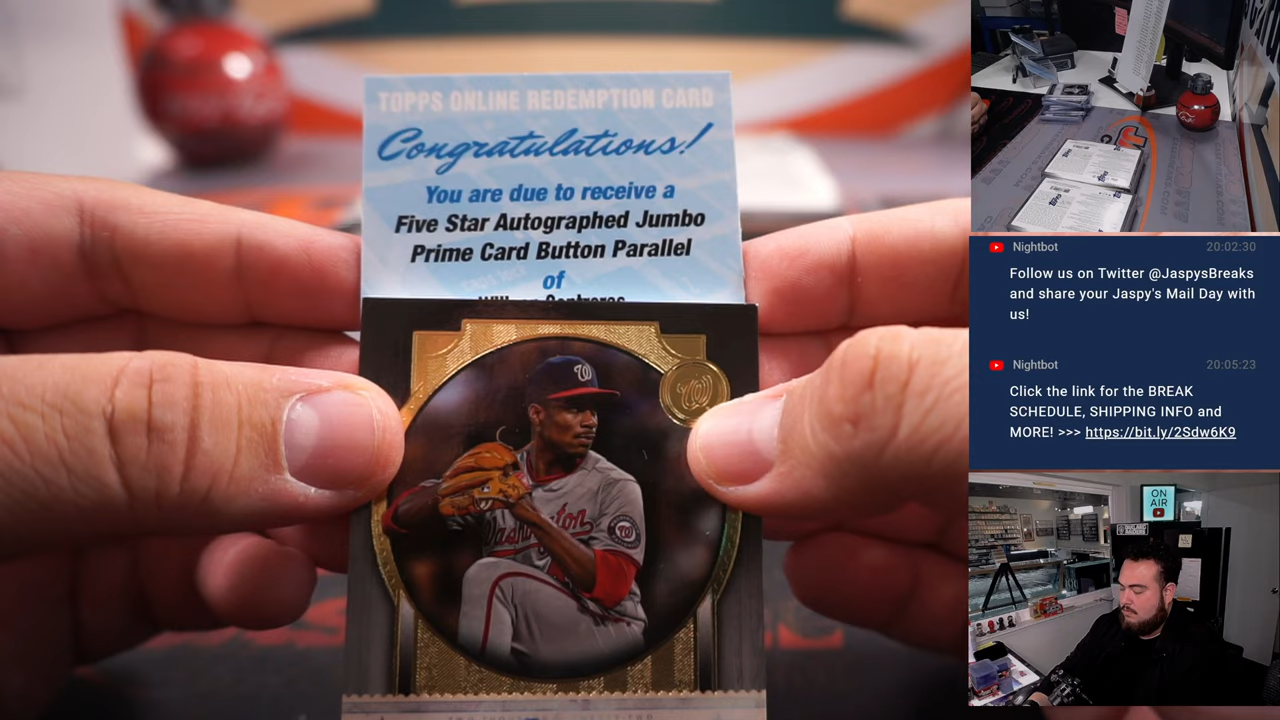 TOPPS ONLINE REDEMPTION CARD
Congratulations!
You are due to receive a
Five Star Autographed Jumbo
Prime Card Button Parallel
of
Contreras
W
W
Washington
Nightbot
20:02:30
Follow us on Twitter @JaspysBreaks
and share your Jaspy's Mail Day with
us!
Nightbot
20:05:23
Click the link for the BREAK
SCHEDULE, SHIPPING INFO and
MORE! >>> https://bit.ly/2Sdw6K9
ON
AIR